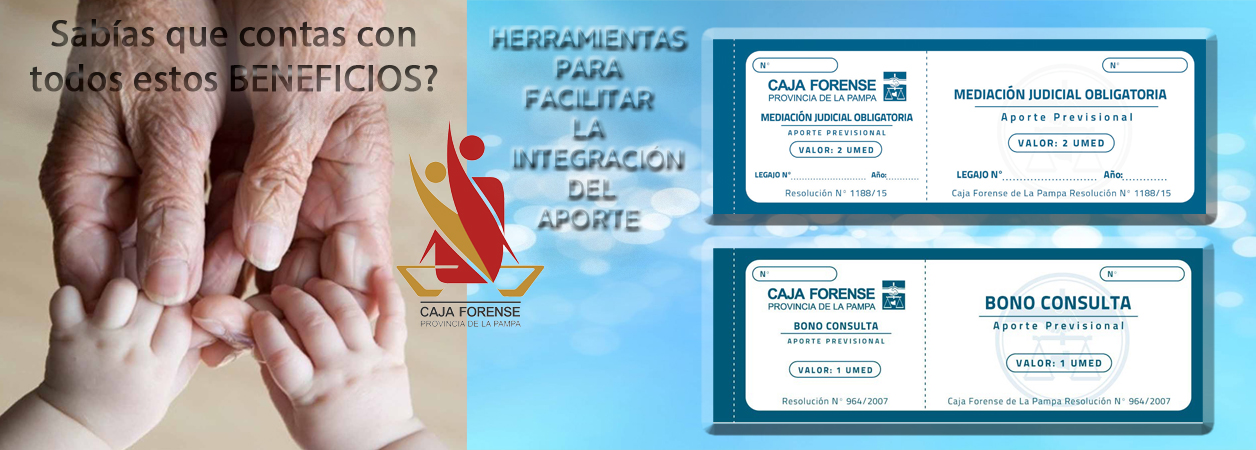 Sabías que contas con
todos estos BENEFICIOS?
HERRAMIENTAS
PARA
FACILITAR
LA
INTEGRACIÓN
DEL
APORTE
CAJA FORENSE
PROVINCIA DE LA PAMPA
N°
CAJA FORENSE
PROVINCIA DE LA PAMPA
MEDIACIÓN JUDICIAL OBLIGATORIA
APORTE PREVISIONAL
VALOR: 2 UMED
LEGAJO N°........................ Año:..........
Resolución N° 1188/15
N°
MEDIACIÓN JUDICIAL OBLIGATORIA
Aporte Previsional
VALOR: 2 UMED
LEGAJO N°........................ Año:..........
Caja Forense de La Pampa Resolución N° 1188/15
N°
CAJA FORENSE
PROVINCIA DE LA PAMPA
BONO CONSULTA
APORTE PREVISIONAL
VALOR: 1 UMED
Resolución N° 964/2007
N°
BONO CONSULTA
Aporte Previsional
VALOR: 1 UMED
Caja Forense de La Pampa Resolución N° 964/2007